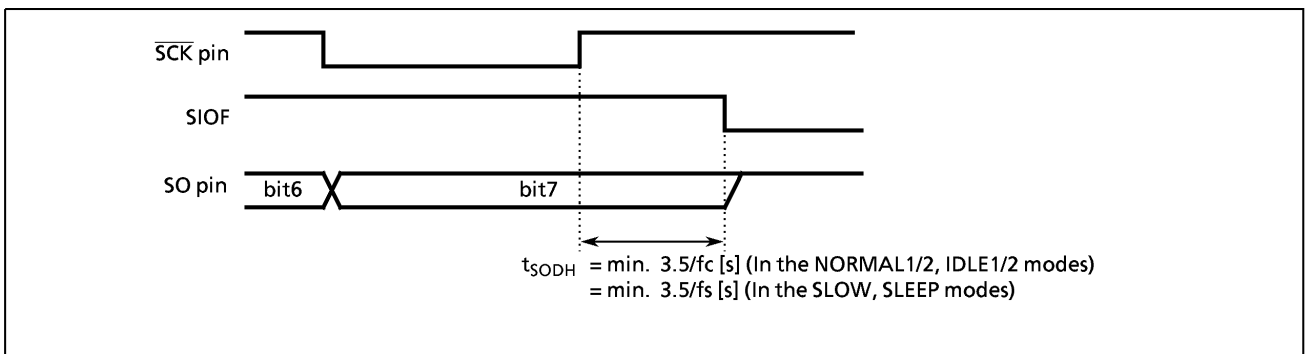 SCK pin
SIOF
SO pin bit6 bit7
tSODH = min. 3.5/fc [s] (In the NORMAL1/2, IDLE1/2 modes)
= min. 3.5/fs [s] (In the SLOW, SLEEP modes)